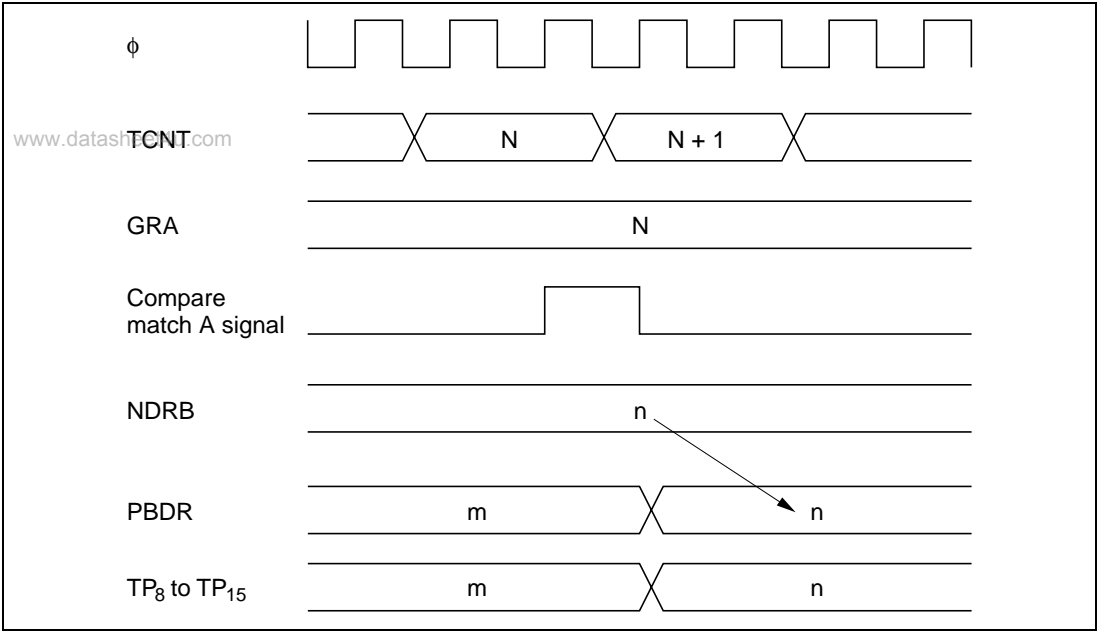 φ
www.datasheet4u.com
TCNT
N
N + 1
GRA
N
Compare
match A signal
NDRB
n
PBDR
m
n
TP8 to TP15
m
n